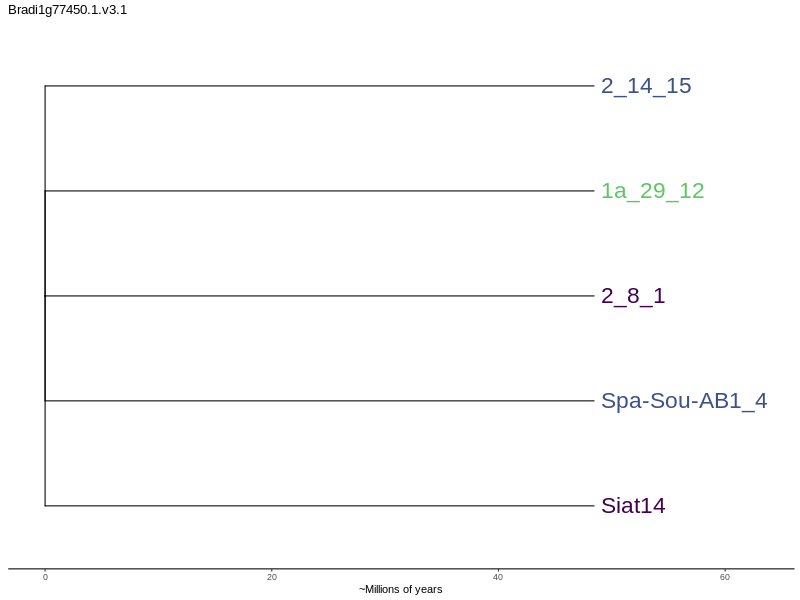 Bradi1g77450.1.v3.1
2_14_15
1a_29_12
2_8_1
Spa-Sou-AB1_4
Siat14
0 20 40 60
~Millions of years